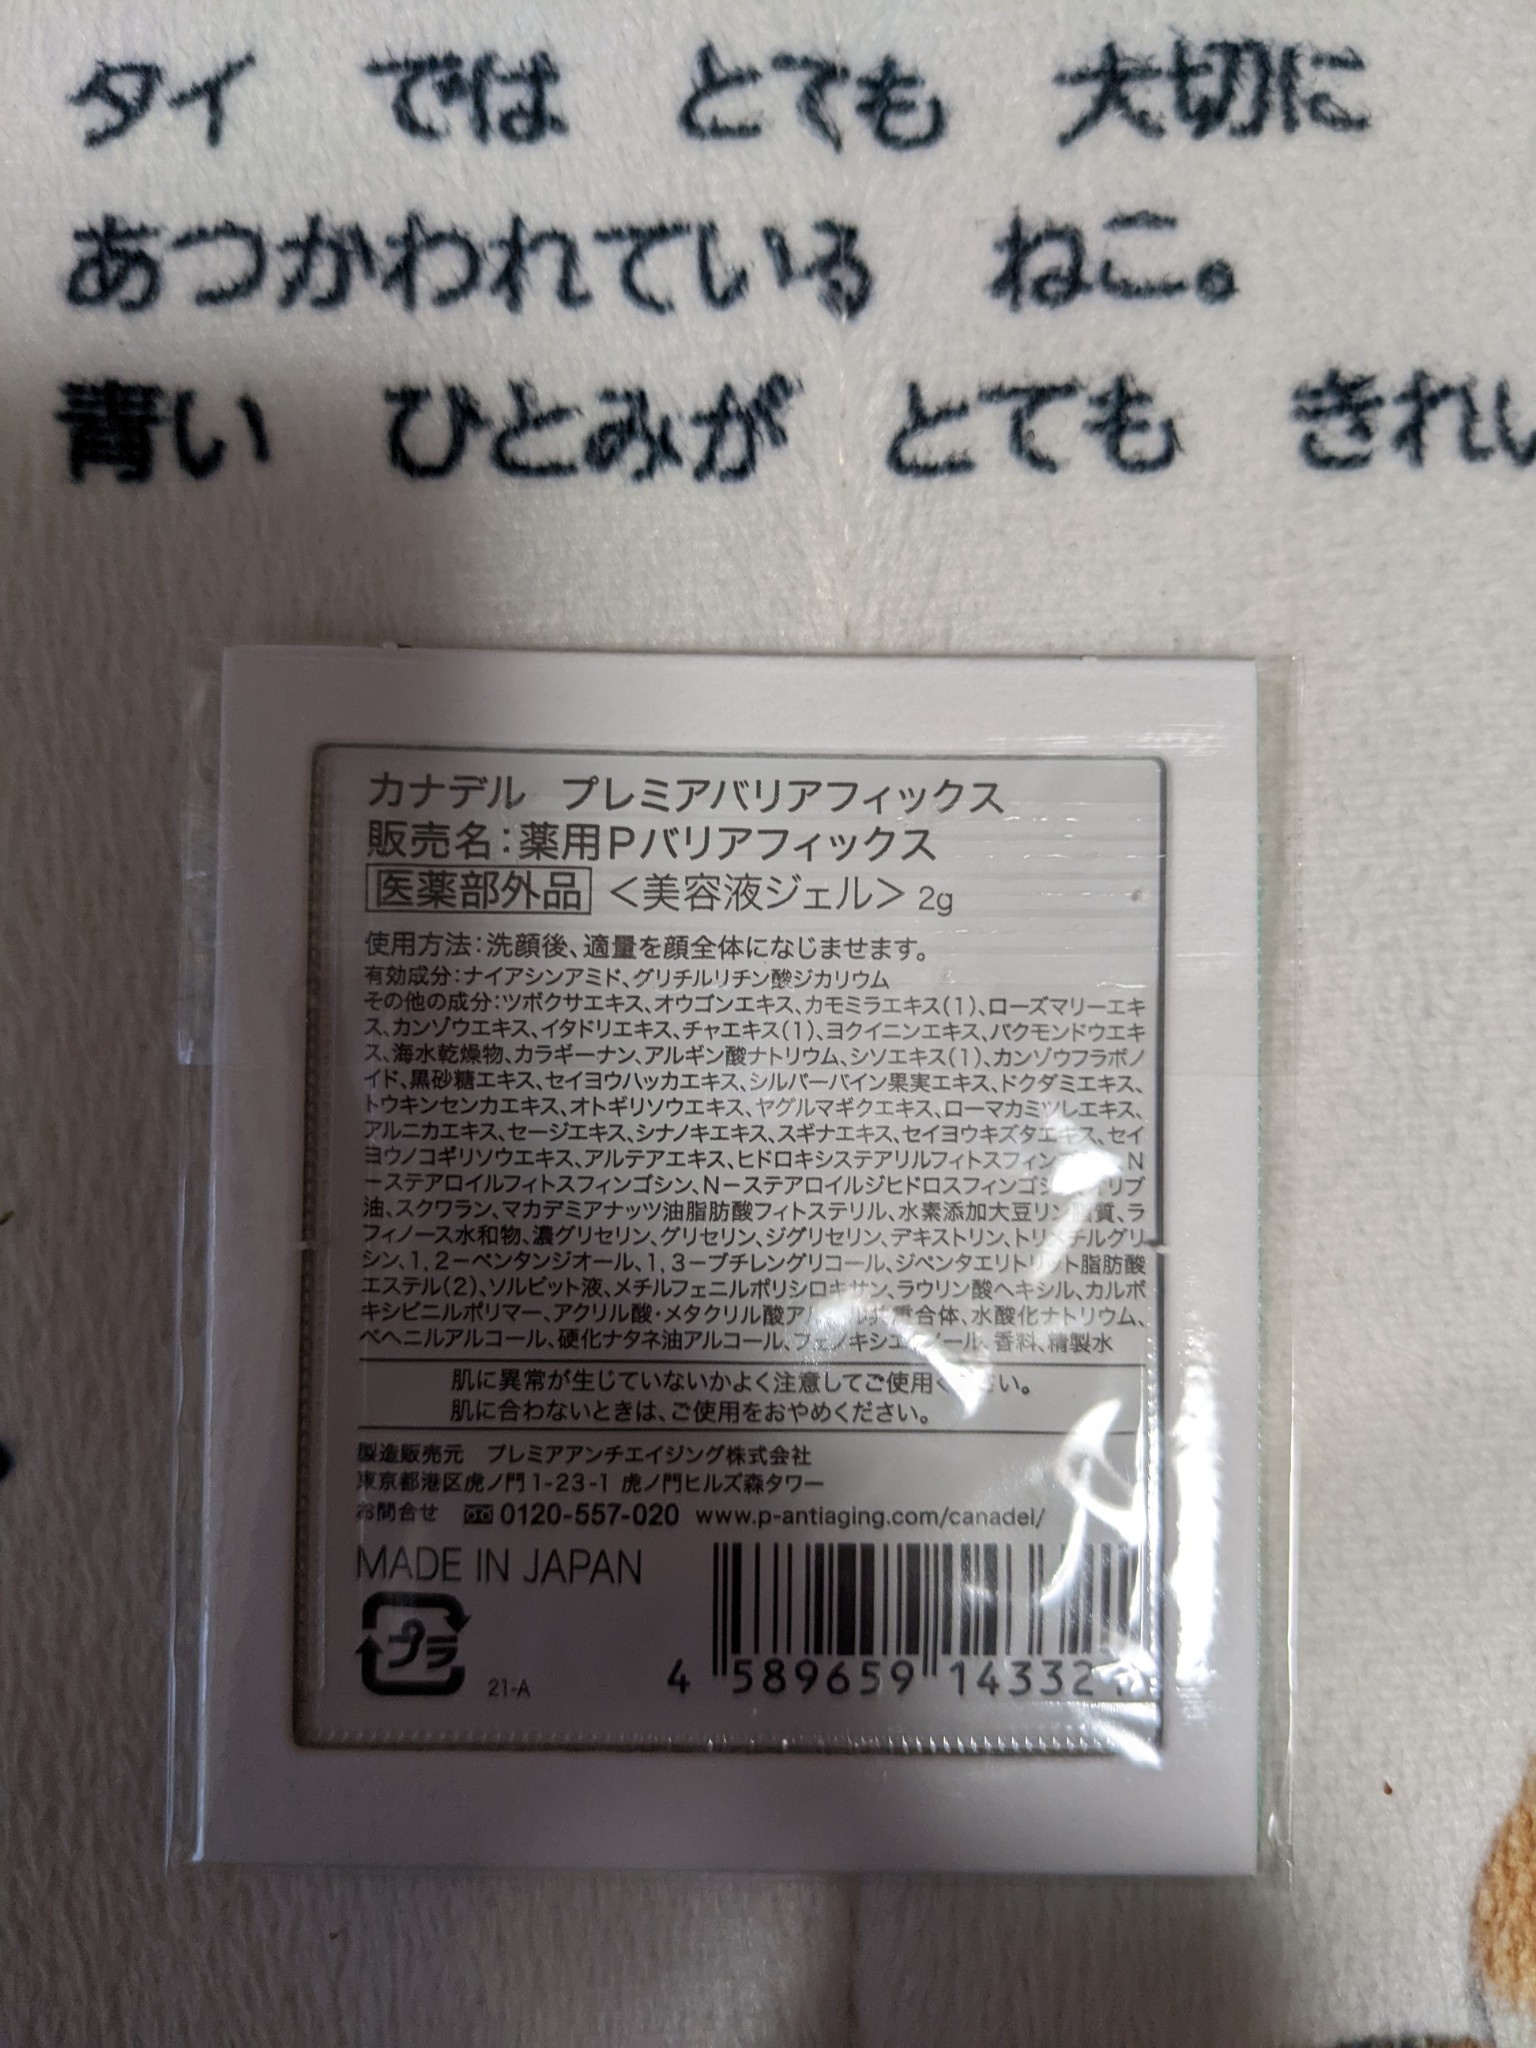 タイ では とても 大切に
あつかわれている ねこ。
青い ひとみが とても きれい
カナデル プレミアバリアフィックス
販売名:薬用Pバリアフィックス
医薬部外品 <美容液ジェル> 2g
使用方法:洗顔後、適量を顔全体になじませます。
有効成分:ナイアシンアミド、グリチルリチン酸ジカリウム
その他の成分:ツボクサエキス、オウゴンエキス、カモミラエキス(1)、ローズマリーエキ
ス、カンゾウエキス、イタドリエキス、チャエキス(1)、ヨクイニンエキス、バクモンドウエキ
ス、海水乾燥物、カラギーナン、アルギン酸ナトリウム、シソエキス(1)、カンゾウフラボノ
イド、黒砂糖エキス、セイヨウハッカエキス、シルバーバイン果実エキス、ドクダミエキス、
トウキンセンカエキス、オトギリソウエキス、ヤグルマギクエキス、ローマカミツレエキス、
アルニカエキス、セージエキス、シナノキエキス、スギナエキス、セイヨウキズタエキス、セイ
ヨウノコギリソウエキス、アルテアエキス、ヒドロキシステアリルフィトスフィン N
－ステアロイルフィトスフィンゴシン、N－ステアロイルジヒドロスフィンゴシ リブ
油、スクワラン、マカデミアナッツ油脂肪酸フィトステリル、水素添加大豆リン脂質、ラ
フィノース水和物、濃グリセリン、グリセリン、ジグリセリン、デキストリン、トリメチルグリ
シン、1,2－ペンタンジオール、1,3－ブチレングリコール、ジペンタエリトリット脂肪酸
エステル(2)、ソルビット液、メチルフェニルポリシロキサン、ラウリン酸ヘキシル、カルボ
キシビニルポリマー、アクリル酸・メタクリル酸ア 共重合体、水酸化ナトリウム、
ベヘニルアルコール、硬化ナタネ油アルコール、フェノキシエ ノール、香料、精製水
肌に異常が生じていないかよく注意してご使用く い。
肌に合わないときは、ご使用をおやめください。
製造販売元 プレミアアンチエイジング株式会社
東京都港区虎ノ門1-23-1 虎ノ門ヒルズ森タワー
お問合せ 0120-557-020 www.p-antiaging.com/canadel/
MADE IN JAPAN
プラ
21-A
4 589659 14332